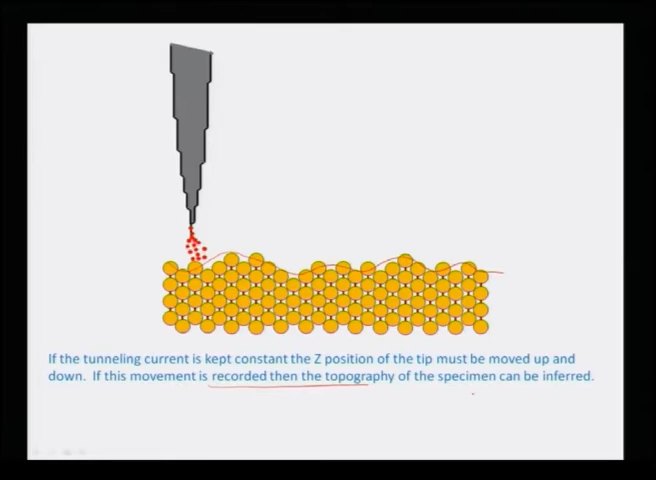 If the tunneling current is kept constant the Z position of the tip must be moved up and
down.  If this movement is recorded then the topography of the specimen can be inferred.